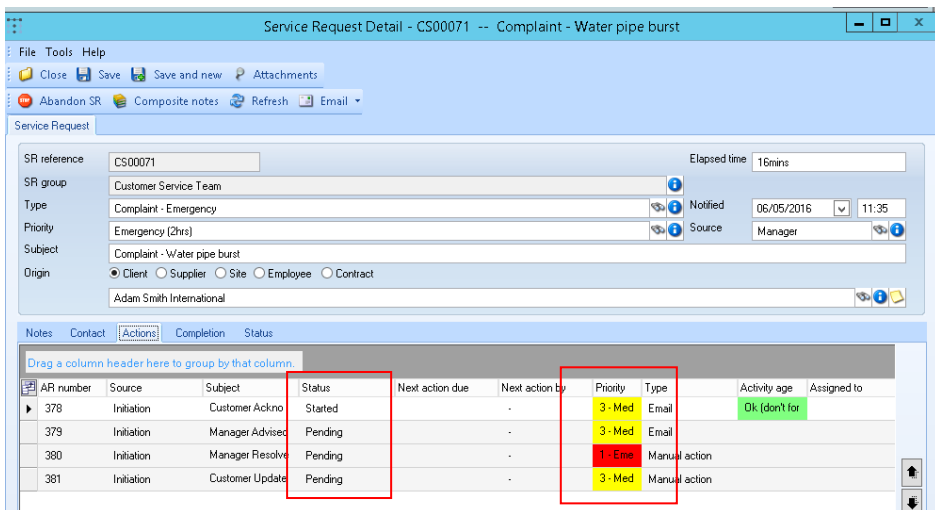 Service Request Detail - CS00071 -- Complaint - Water pipe burst
File Tools Help
Close Save Save and new Attachments
Abandon SR Composite notes Refresh Email
Service Request
SR reference CS00071 Elapsed time 16mins
SR group Customer Service Team
Type Complaint - Emergency Notified 06/05/2016 11:35
Priority Emergency (2hrs) Source Manager
Subject Complaint - Water pipe burst
Origin Client Supplier Site Employee Contract
Adam Smith International
Notes Contact Actions Completion Status
Drag a column header here to group by that column.
AR number Source Subject Status Next action due Next action by Priority Type Activity age Assigned to
378 Initiation Customer Ackno Started - 3 - Med Email Ok (don't for
379 Initiation Manager Advised Pending - 3 - Med Email
380 Initiation Manager Resolve Pending - 1 - Eme Manual action
381 Initiation Customer Update Pending - 3 - Med Manual action